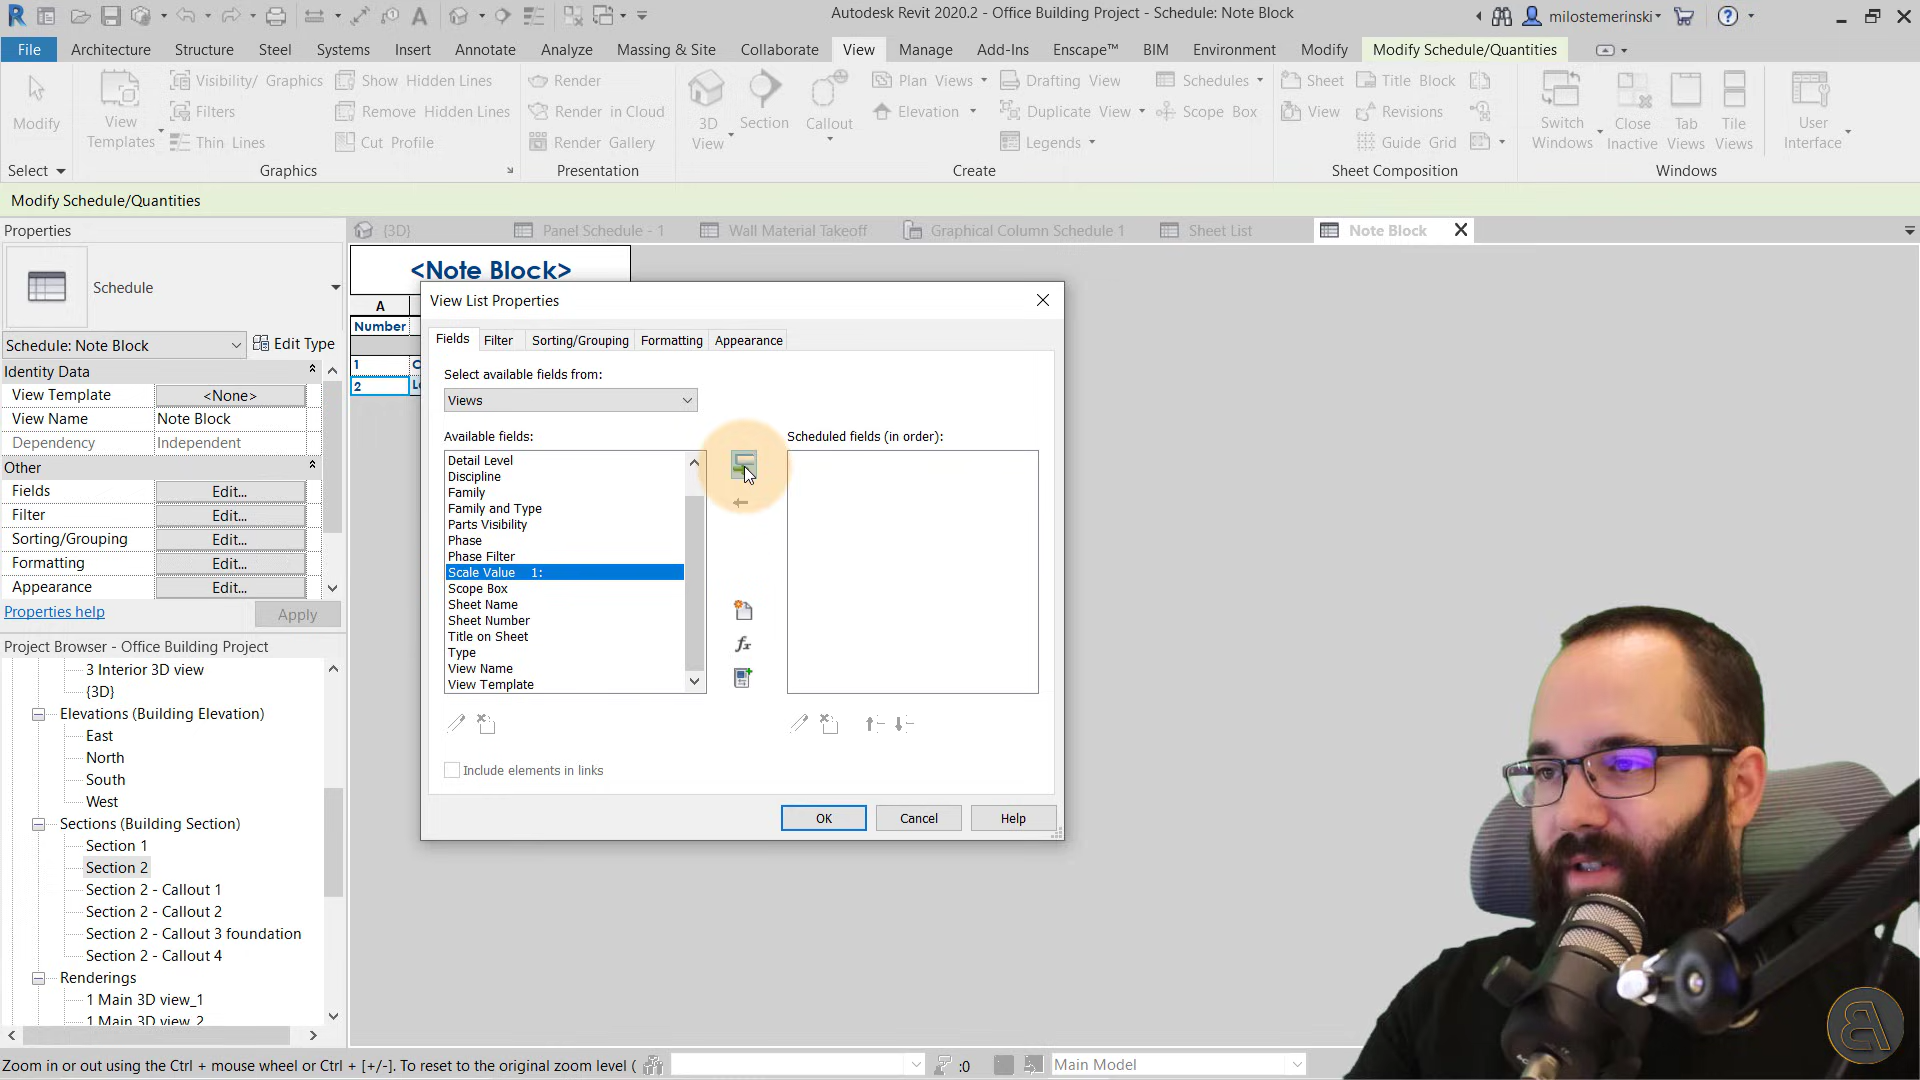 Autodesk Revit 2020.2 - Office Building Project - Schedule: Note Block
milostemerinski
File Architecture Structure Steel Systems Insert Annotate Analyze Massing & Site Collaborate View Manage Add-Ins Enscape™ BIM Environment Modify Modify Schedule/Quantities
Modify
View Templates
Visibility/ Graphics
Filters
Thin Lines
Show Hidden Lines
Remove Hidden Lines
Cut Profile
Render
Render in Cloud
Render Gallery
3D View
Section
Callout
Plan Views
Elevation
Drafting View
Duplicate View
Legends
Schedules
Scope Box
Sheet
View
Title Block
Revisions
Guide Grid
Switch Windows
Close Inactive
Tab Views
Tile Views
User Interface
Select
Graphics
Presentation
Create
Sheet Composition
Windows
Modify Schedule/Quantities
Properties
{3D} Panel Schedule - 1 Wall Material Takeoff Graphical Column Schedule 1 Sheet List Note Block
Schedule
Schedule: Note Block Edit Type
Identity Data
View Template <None>
View Name Note Block
Dependency Independent
Other
Fields Edit...
Filter Edit...
Sorting/Grouping Edit...
Formatting Edit...
Appearance Edit...
Properties help Apply
Project Browser - Office Building Project
3 Interior 3D view
{3D}
Elevations (Building Elevation)
East
North
South
West
Sections (Building Section)
Section 1
Section 2
Section 2 - Callout 1
Section 2 - Callout 2
Section 2 - Callout 3 foundation
Section 2 - Callout 4
Renderings
1 Main 3D view_1
1 Main 3D view_2
<Note Block>
A
Number
1
2
View List Properties
Fields Filter Sorting/Grouping Formatting Appearance
Select available fields from:
Views
Available fields: Scheduled fields (in order):
Detail Level
Discipline
Family
Family and Type
Parts Visibility
Phase
Phase Filter
Scale Value 1:
Scope Box
Sheet Name
Sheet Number
Title on Sheet
Type
View Name
View Template
fx
Include elements in links
OK Cancel Help
Zoom in or out using the Ctrl + mouse wheel or Ctrl + [+/-]. To reset to the original zoom level (
:0
Main Model